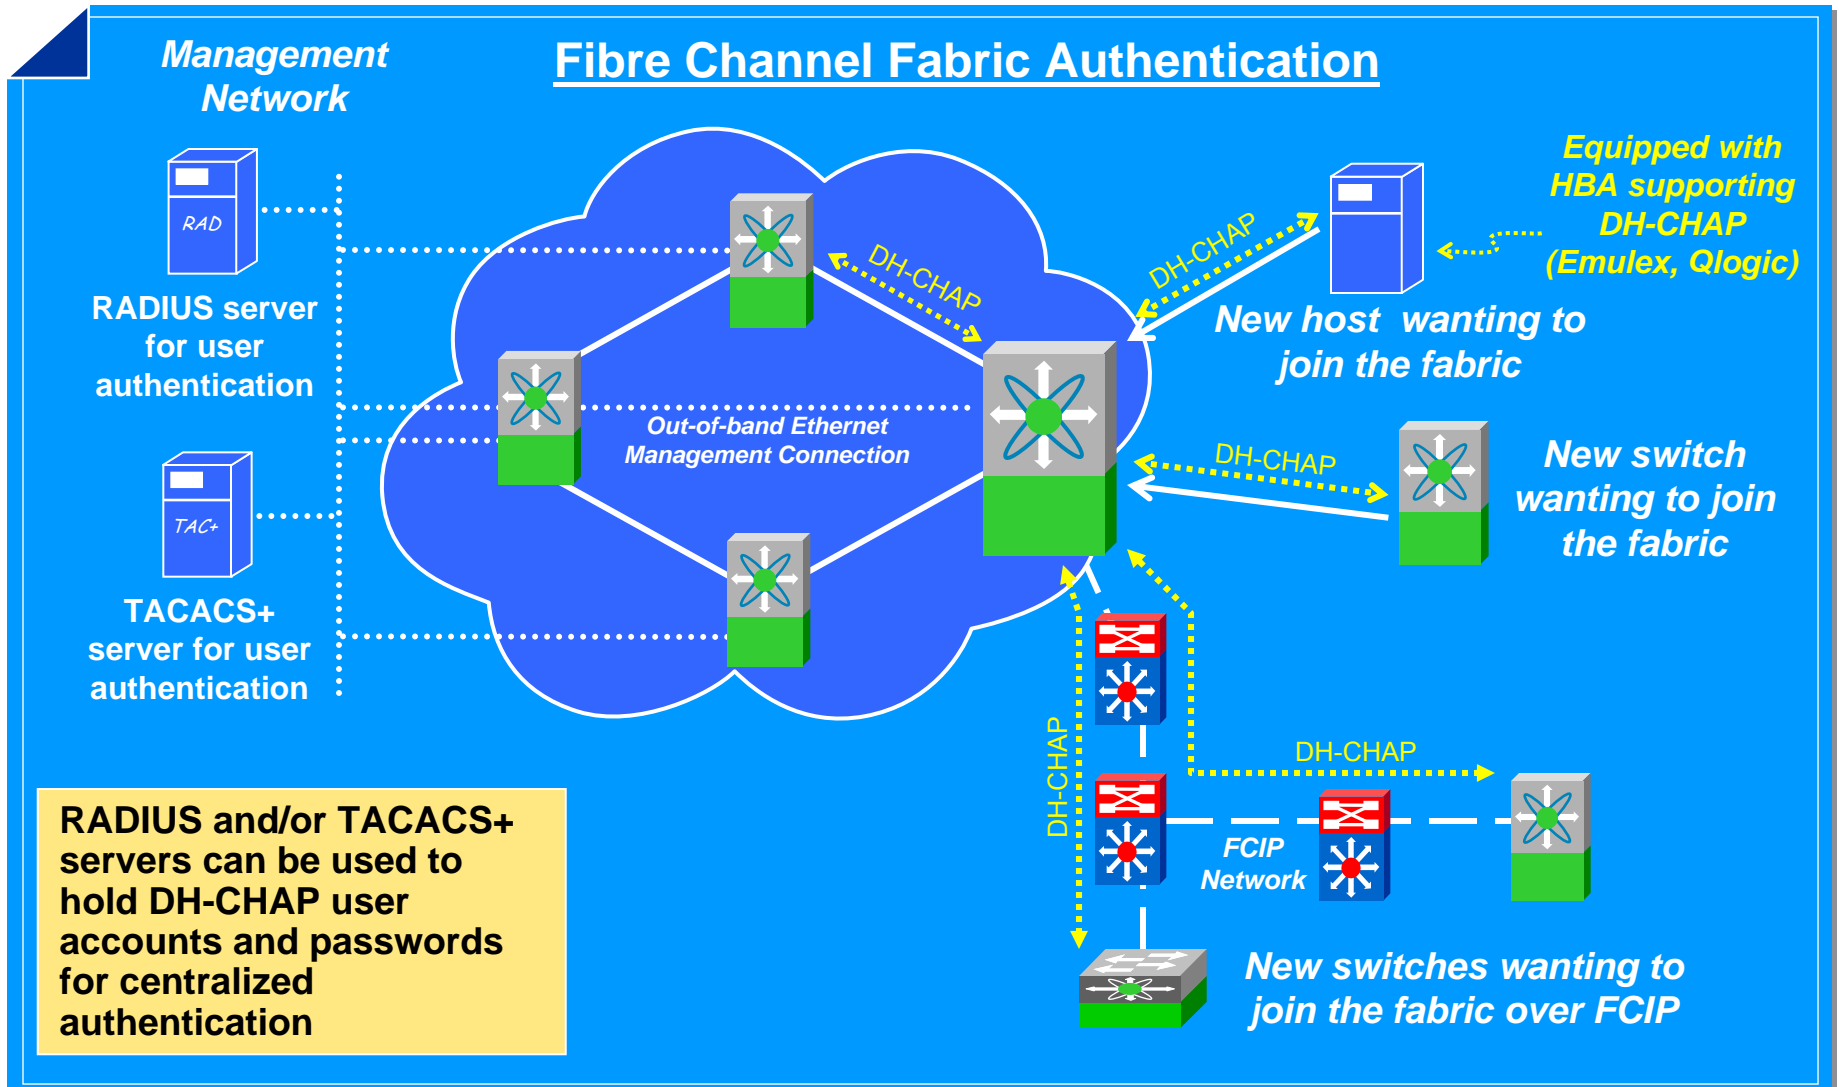 Management
Network
Fibre Channel Fabric Authentication
RAD
RADIUS server
for user
authentication
TAC+
TACACS+
server for user
authentication
DH-CHAP
Out-of-band Ethernet
Management Connection
DH-CHAP
Equipped with
HBA supporting
DH-CHAP
(Emulex, Qlogic)
New host wanting to
join the fabric
DH-CHAP
New switch
wanting to join
the fabric
DH-CHAP
DH-CHAP
FCIP
Network
New switches wanting to
join the fabric over FCIP
RADIUS and/or TACACS+
servers can be used to
hold DH-CHAP user
accounts and passwords
for centralized
authentication